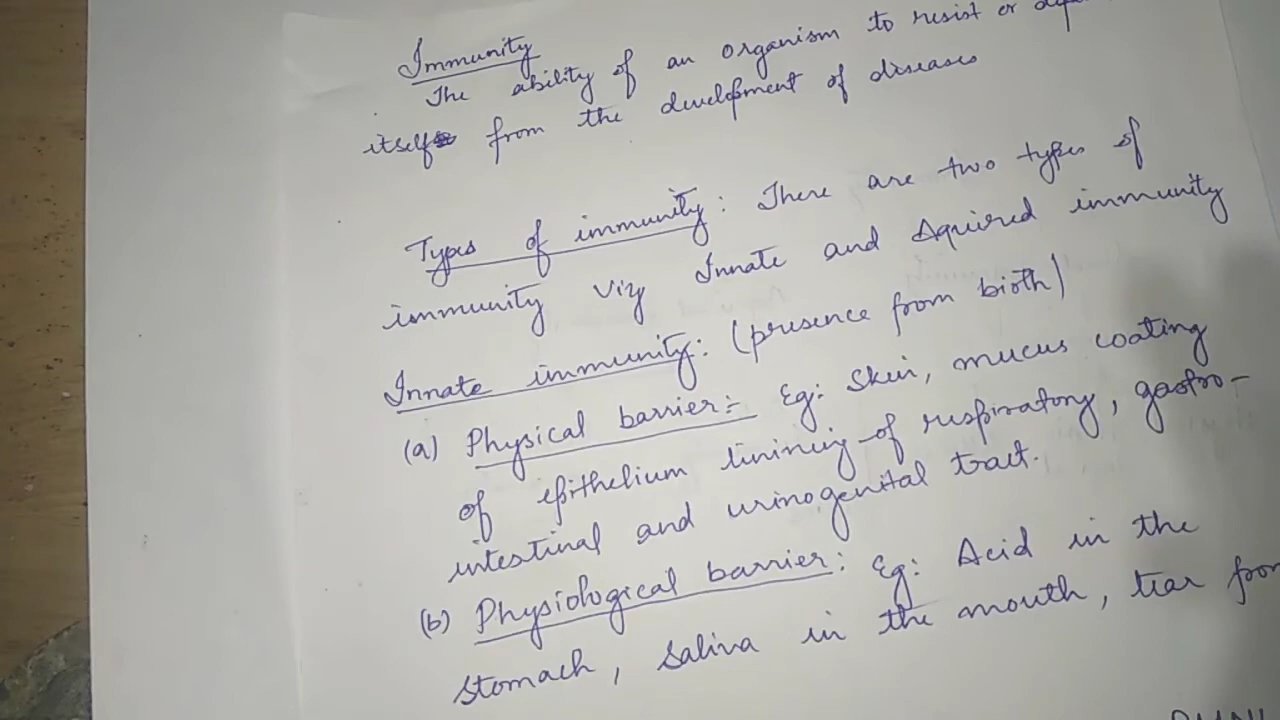 Immunity
The ability of an organism to resist or
itself from the development of diseases
Types of immunity: There are two types of
immunity viz Innate and Aquired immunity
Innate immunity: (presence from birth)
(a) Physical barrier:- Eg: Skin, mucus coating
of epithelium linining of respiratory, gastro-
intestinal and urinogenital tract.
(b) Physiological barrier: Eg: Acid in the
stomach, saliva in the mouth, tear from